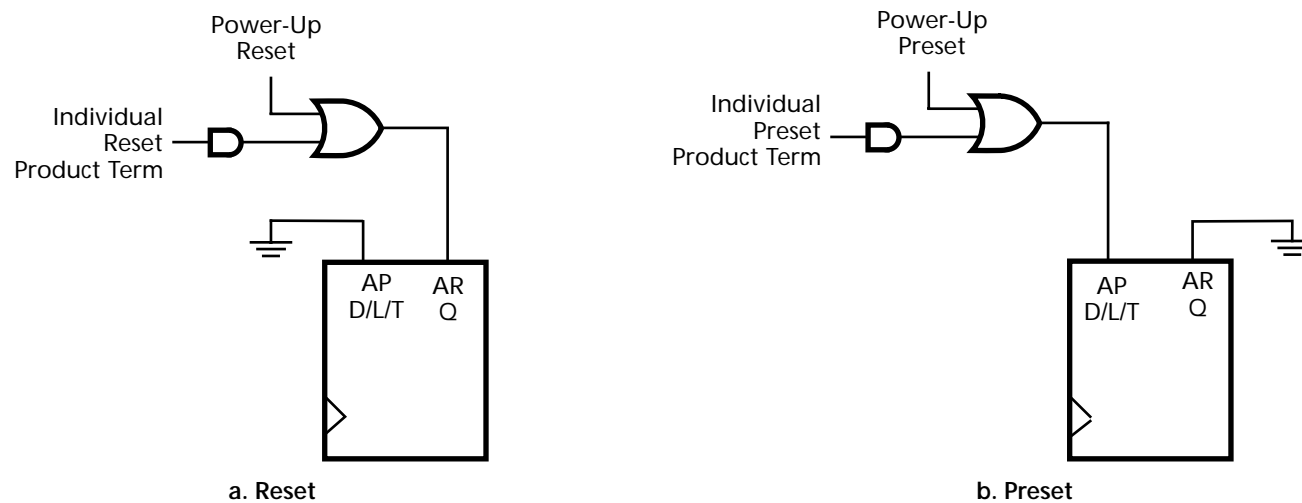 Power-Up
Reset
Individual
Reset
Product Term
AP
AR
D/L/T
Q
a. Reset
Power-Up
Preset
Individual
Preset
Product Term
AP
AR
D/L/T
Q
b. Preset